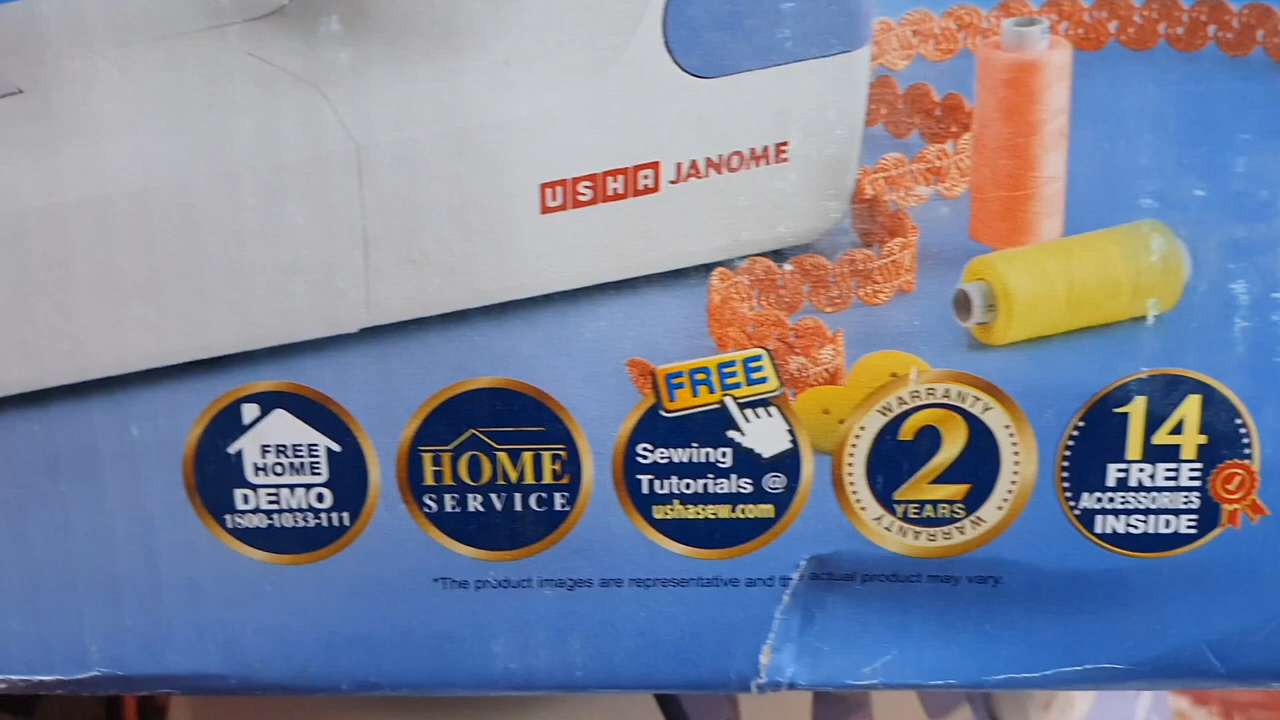 USHA JANOME
FREE
HOME
DEMO
1800-1033-111
HOME
SERVICE
FREE
Sewing
Tutorials @
ushasew.com
WARRANTY
2
YEARS
WARRANTY
14
FREE
ACCESSORIES
INSIDE
*The product images are representative and the actual product may vary.